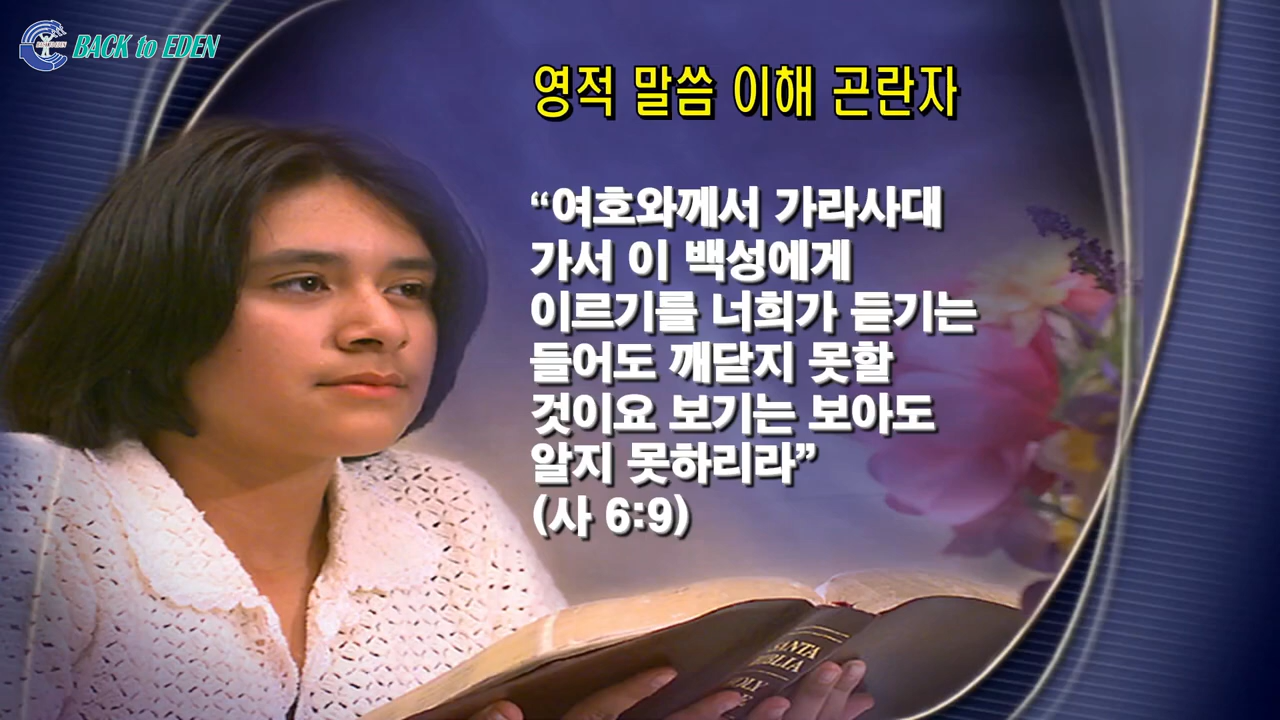 BACK to EDEN
영적 말씀 이해 곤란자
“여호와께서 가라사대
가서 이 백성에게
이르기를 너희가 듣기는
들어도 깨닫지 못할
것이요 보기는 보아도
알지 못하리라”
(사 6:9)
SANTA
BIBLIA
HOLY